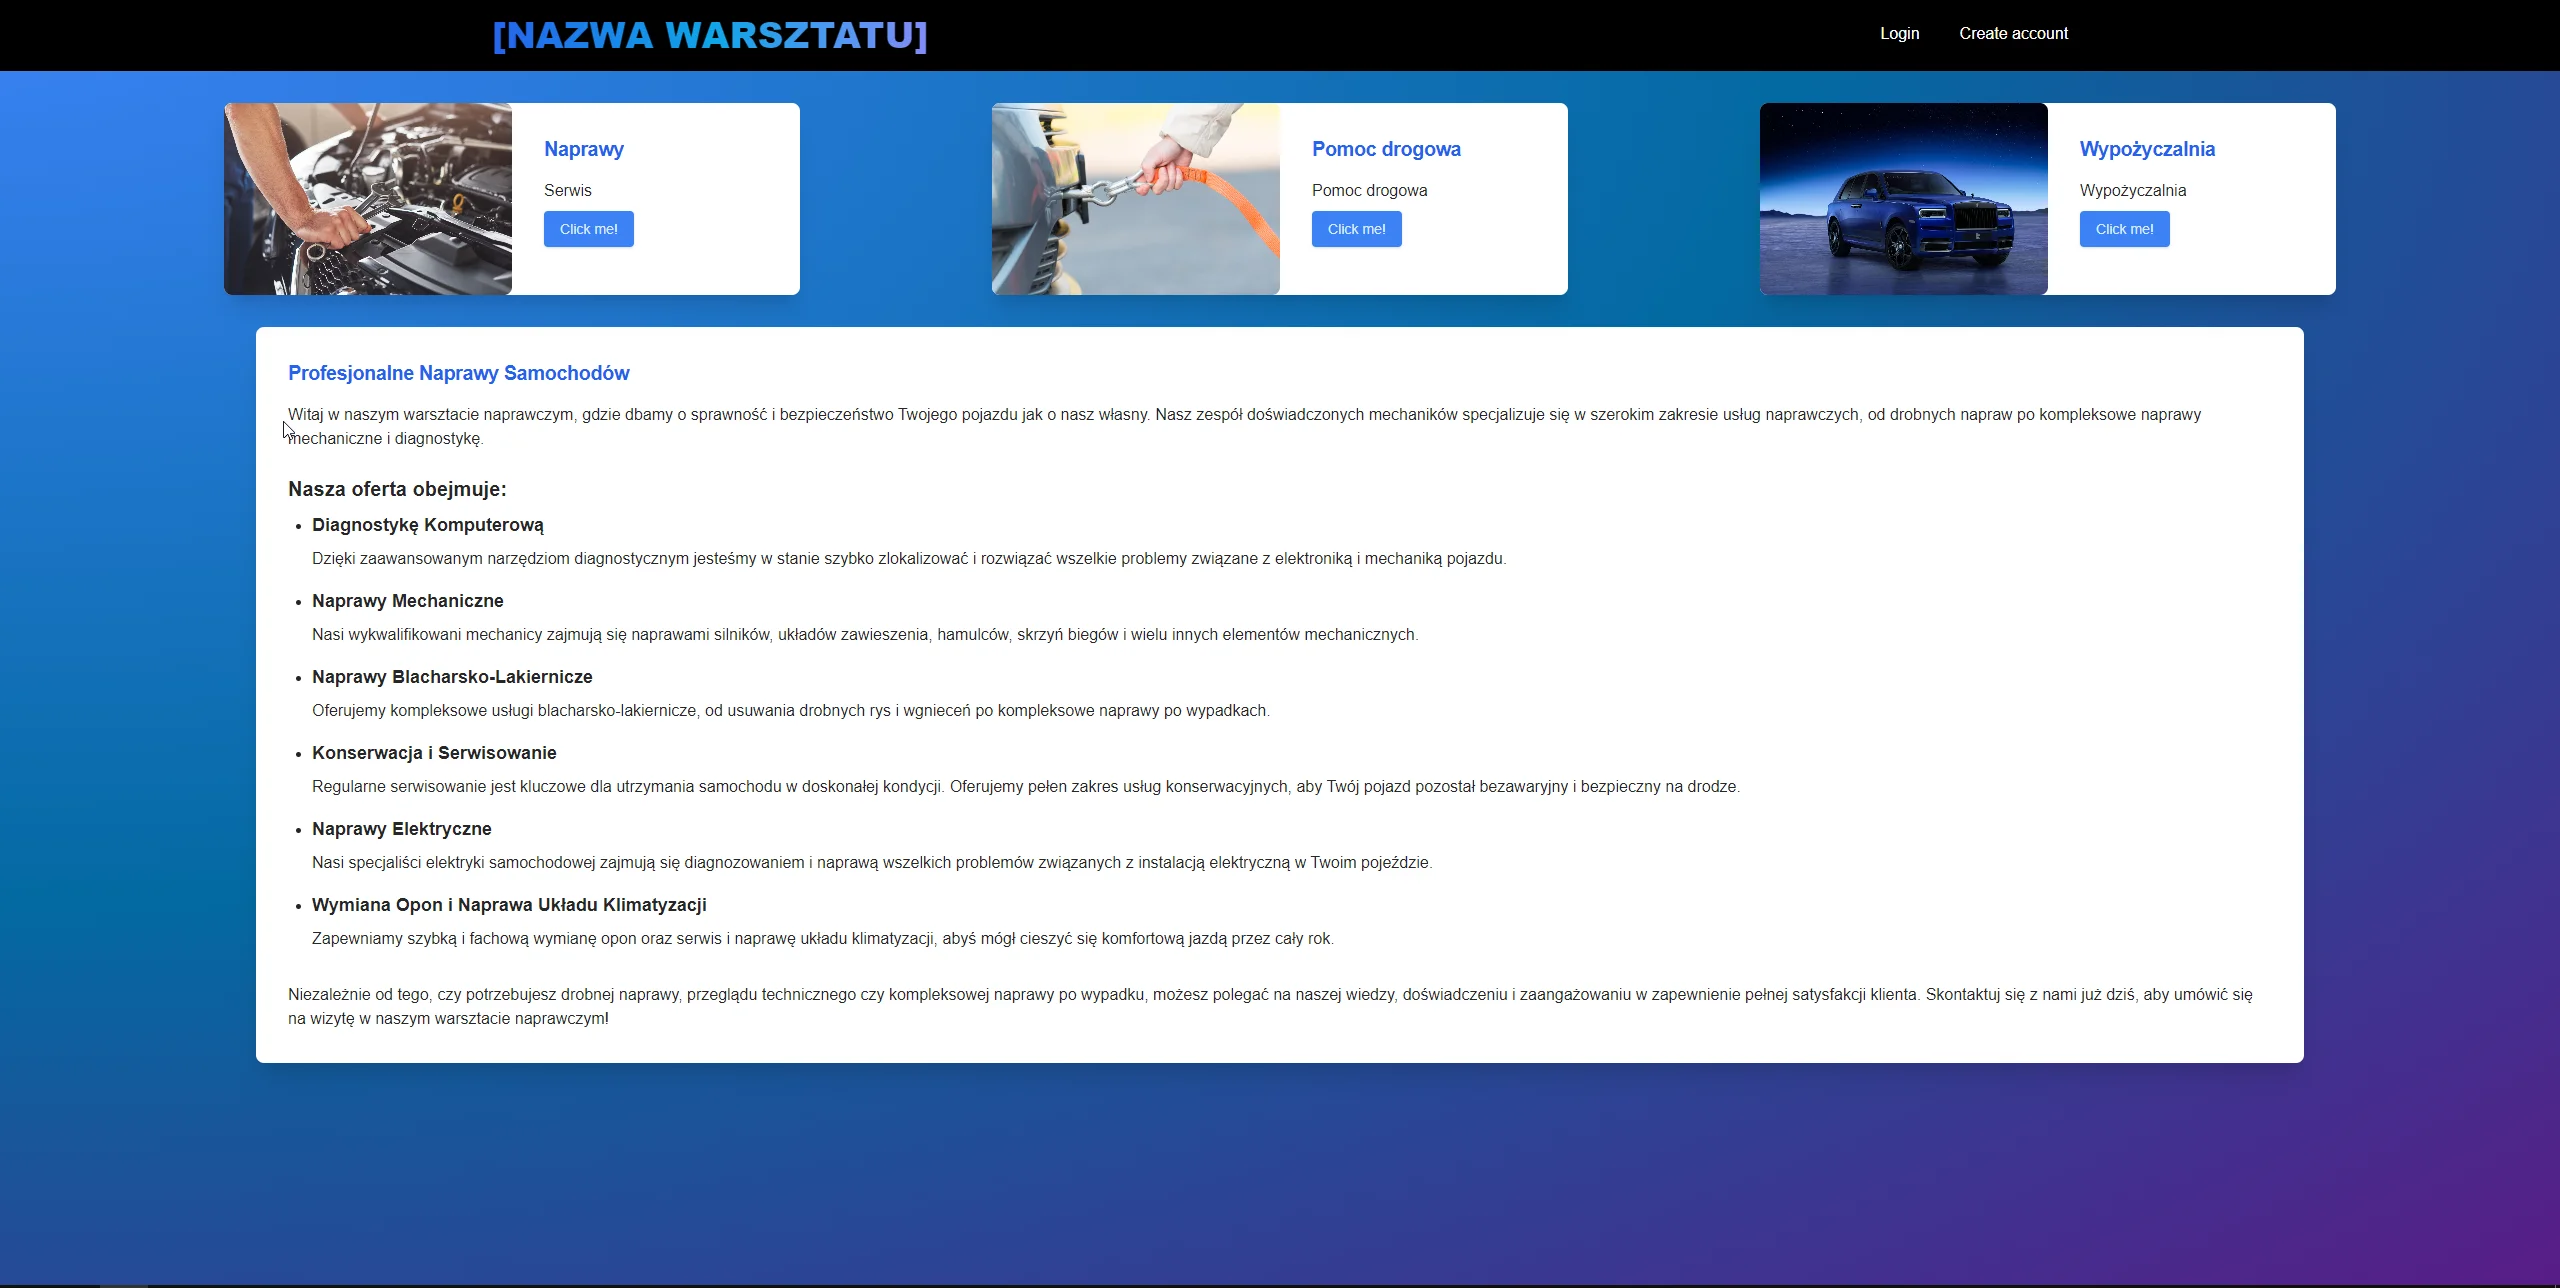 [NAZWA WARSZTATU]
Login
Create account
Naprawy
Serwis
Click me!
Pomoc drogowa
Pomoc drogowa
Click me!
Wypożyczalnia
Wypożyczalnia
Click me!
Profesjonalne Naprawy Samochodów
Witaj w naszym warsztacie naprawczym, gdzie dbamy o sprawność i bezpieczeństwo Twojego pojazdu jak o nasz własny. Nasz zespół doświadczonych mechaników specjalizuje się w szerokim zakresie usług naprawczych, od drobnych napraw po kompleksowe naprawy
mechaniczne i diagnostykę.
Nasza oferta obejmuje:
• Diagnostykę Komputerową
Dzięki zaawansowanym narzędziom diagnostycznym jesteśmy w stanie szybko zlokalizować i rozwiązać wszelkie problemy związane z elektroniką i mechaniką pojazdu.
• Naprawy Mechaniczne
Nasi wykwalifikowani mechanicy zajmują się naprawami silników, układów zawieszenia, hamulców, skrzyń biegów i wielu innych elementów mechanicznych.
• Naprawy Blacharsko-Lakiernicze
Oferujemy kompleksowe usługi blacharsko-lakiernicze, od usuwania drobnych rys i wgnieceń po kompleksowe naprawy po wypadkach.
• Konserwacja i Serwisowanie
Regularne serwisowanie jest kluczowe dla utrzymania samochodu w doskonałej kondycji. Oferujemy pełen zakres usług konserwacyjnych, aby Twój pojazd pozostał bezawaryjny i bezpieczny na drodze.
• Naprawy Elektryczne
Nasi specjaliści elektryki samochodowej zajmują się diagnozowaniem i naprawą wszelkich problemów związanych z instalacją elektryczną w Twoim pojeździe.
• Wymiana Opon i Naprawa Układu Klimatyzacji
Zapewniamy szybką i fachową wymianę opon oraz serwis i naprawę układu klimatyzacji, abyś mógł cieszyć się komfortową jazdą przez cały rok.
Niezależnie od tego, czy potrzebujesz drobnej naprawy, przeglądu technicznego czy kompleksowej naprawy po wypadku, możesz polegać na naszej wiedzy, doświadczeniu i zaangażowaniu w zapewnienie pełnej satysfakcji klienta. Skontaktuj się z nami już dziś, aby umówić się
na wizytę w naszym warsztacie naprawczym!